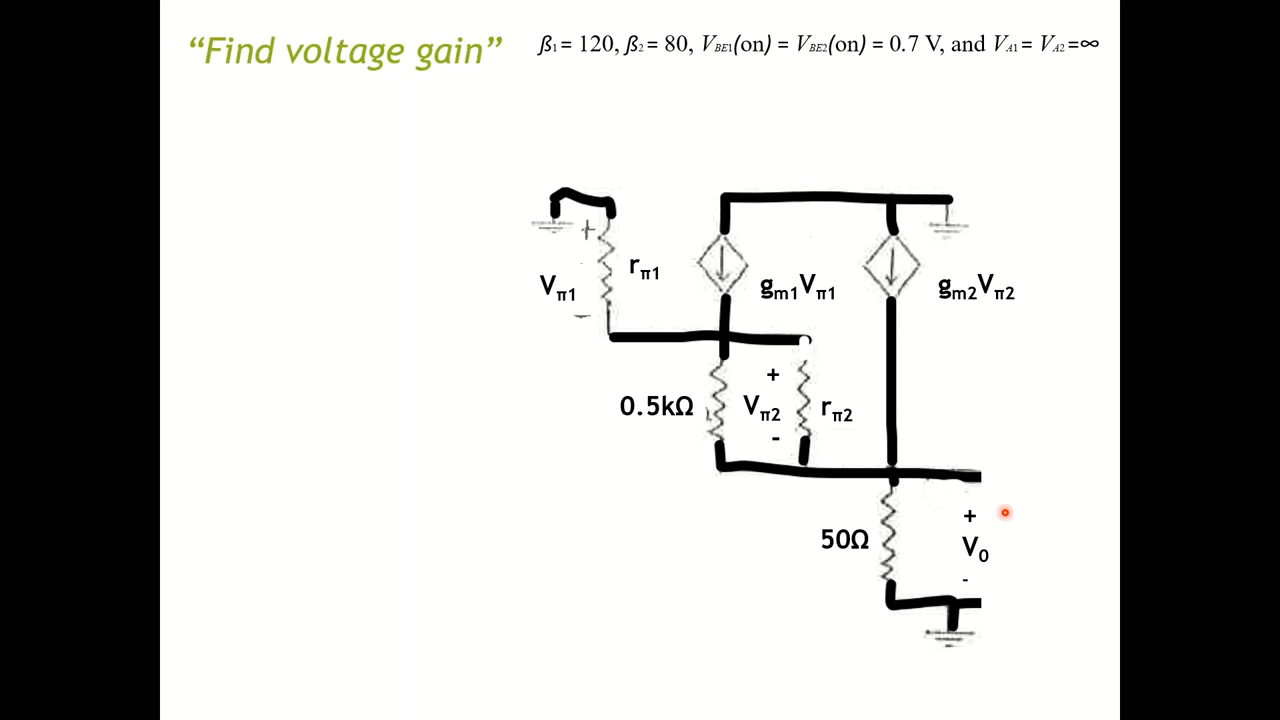 “Find voltage gain”
ß1 = 120, ß2 = 80, VBE1(on) = VBE2(on) = 0.7 V, and VA1 = VA2 =∞
+
Vπ1
-
rπ1
gm1Vπ1
gm2Vπ2
0.5kΩ
+
Vπ2
-
rπ2
50Ω
+
V0
-